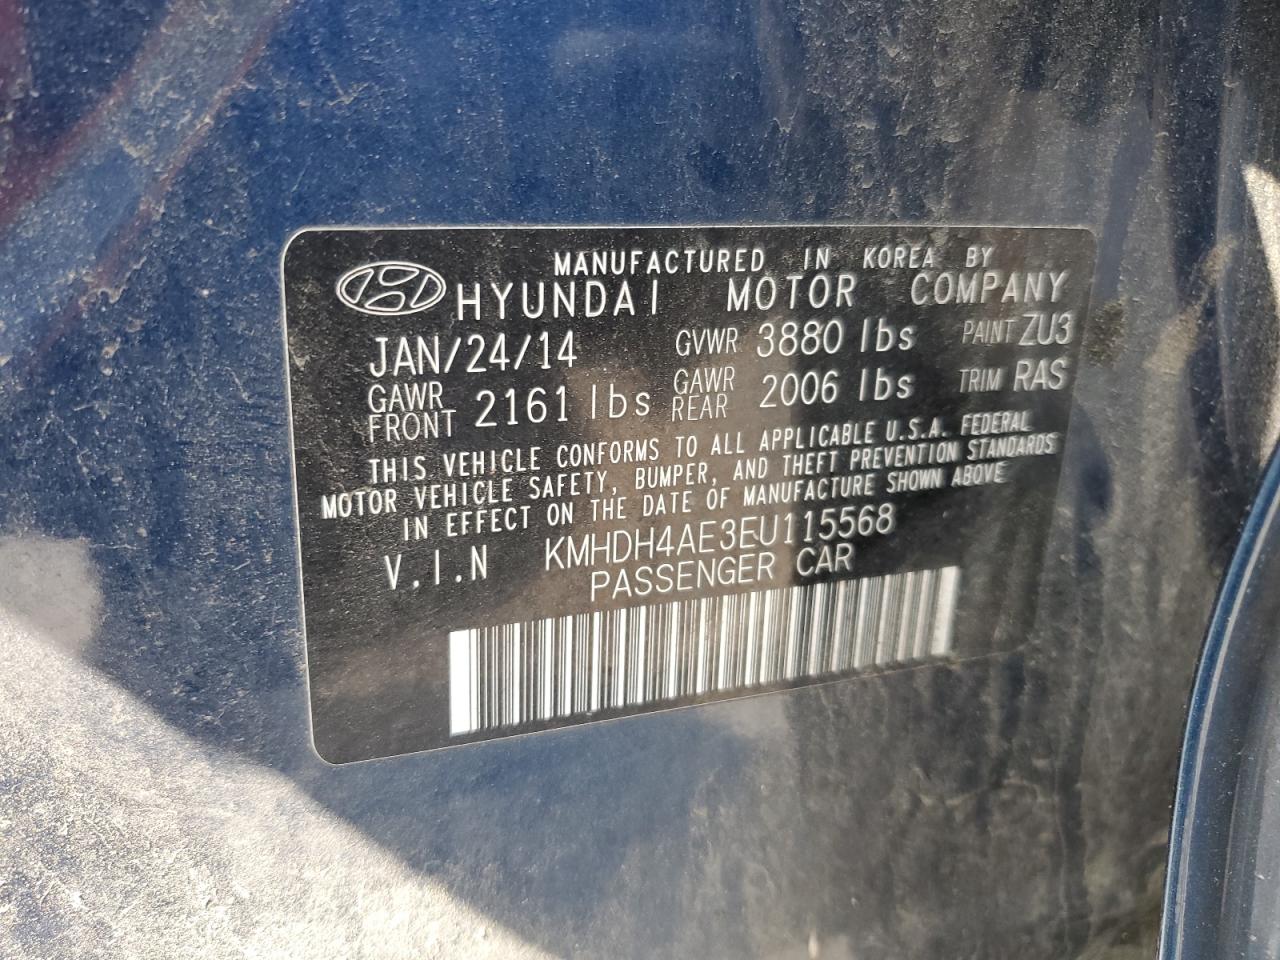 MANUFACTURED IN KOREA BY
HYUNDAI MOTOR COMPANY
JAN/24/14 GVWR 3880 lbs PAINT ZU3
GAWR FRONT 2161 lbs GAWR REAR 2006 lbs TRIM RAS
THIS VEHICLE CONFORMS TO ALL APPLICABLE U.S.A. FEDERAL
MOTOR VEHICLE SAFETY, BUMPER, AND THEFT PREVENTION STANDARDS
IN EFFECT ON THE DATE OF MANUFACTURE SHOWN ABOVE
V.I.N KMHDH4AE3EU115568
PASSENGER CAR